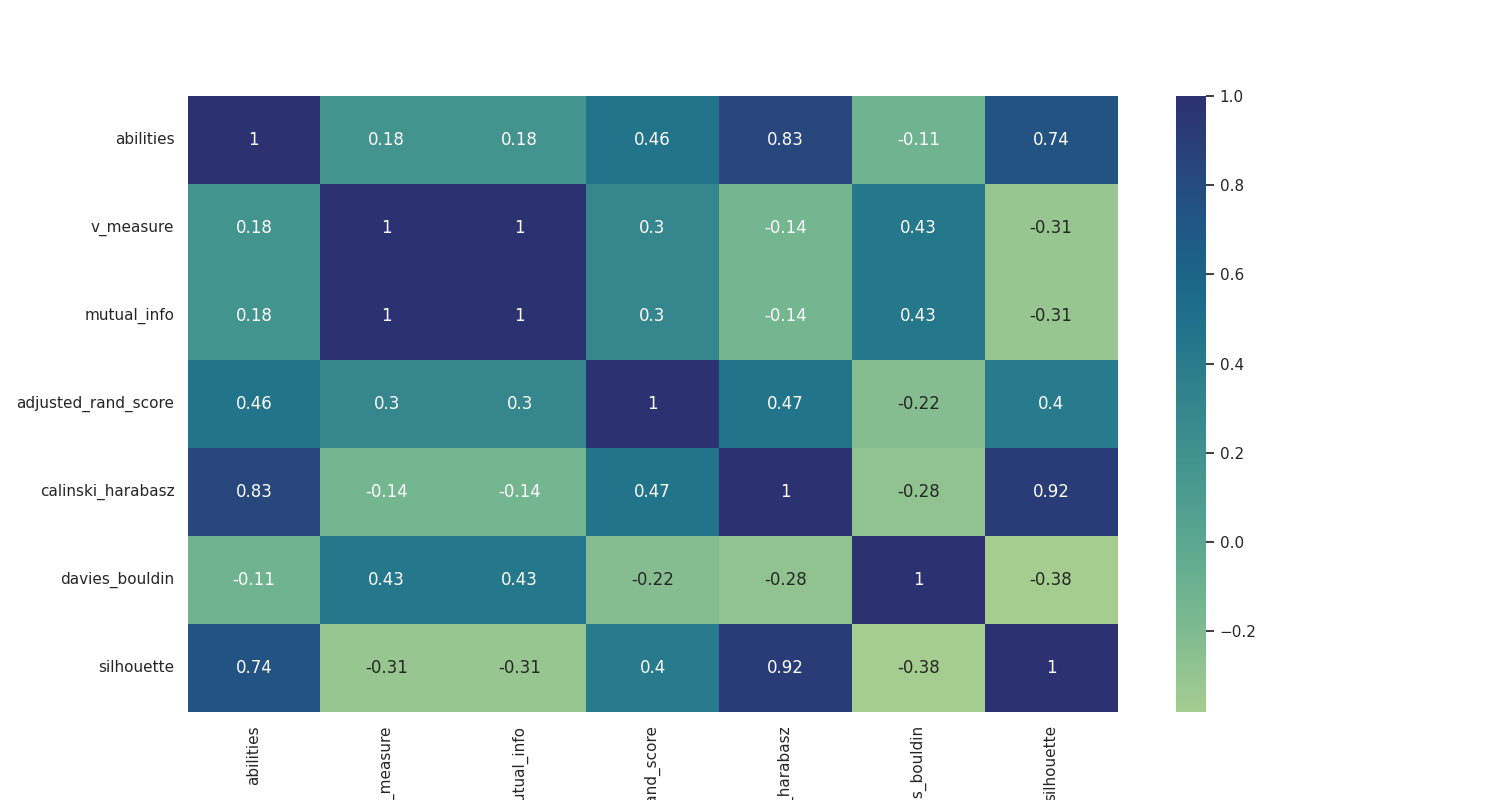 abilities 1 0.18 0.18 0.46 0.83 -0.11 0.74
v_measure 0.18 1 1 0.3 -0.14 0.43 -0.31
mutual_info 0.18 1 1 0.3 -0.14 0.43 -0.31
adjusted_rand_score 0.46 0.3 0.3 1 0.47 -0.22 0.4
calinski_harabasz 0.83 -0.14 -0.14 0.47 1 -0.28 0.92
davies_bouldin -0.11 0.43 0.43 -0.22 -0.28 1 -0.38
silhouette 0.74 -0.31 -0.31 0.4 0.92 -0.38 1
abilities
_measure
utual_info
and_score
_harabasz
s_bouldin
silhouette
1.0
0.8
0.6
0.4
0.2
0.0
−0.2